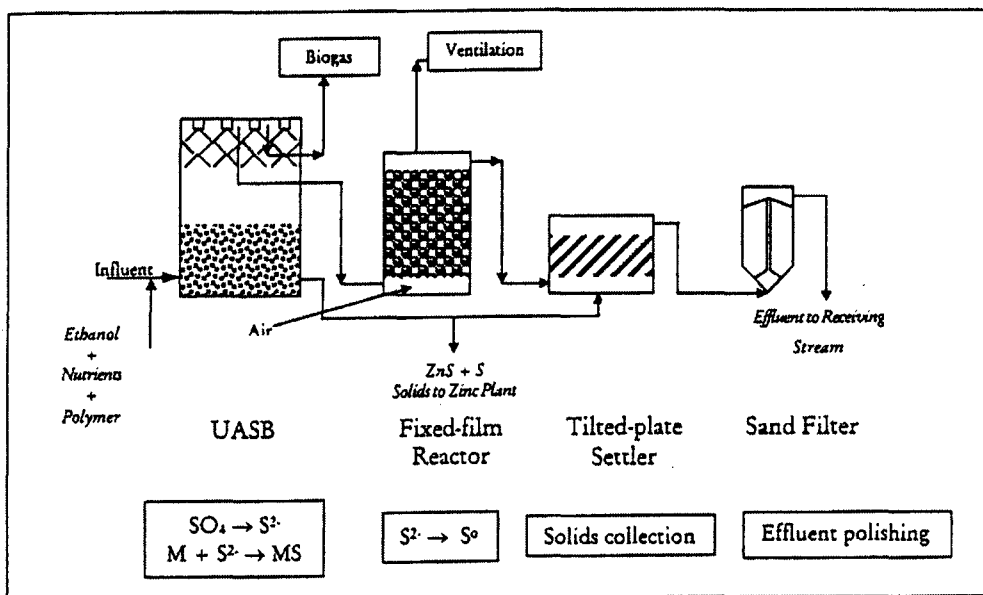 Biogas
Ventilation
Influent
Air
Ethanol
+
Nutrients
+
Polymer
ZnS + S
Solids to Zinc Plant
Effluent to Receiving
Stream
UASB
Fixed-film
Reactor
Tilted-plate
Settler
Sand Filter
SO₄ → S²⁻
M + S²⁻ → MS
S²⁻ → S⁰
Solids collection
Effluent polishing